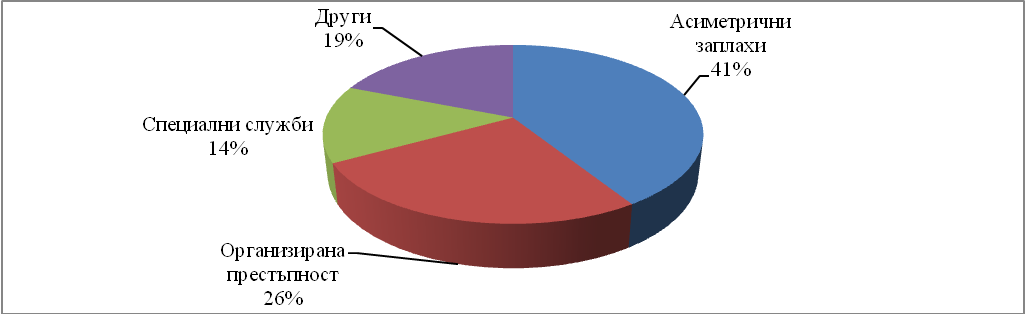 Други
19%
Асиметрични
заплахи
41%
Специални служби
14%
Организирана
престъпност
26%